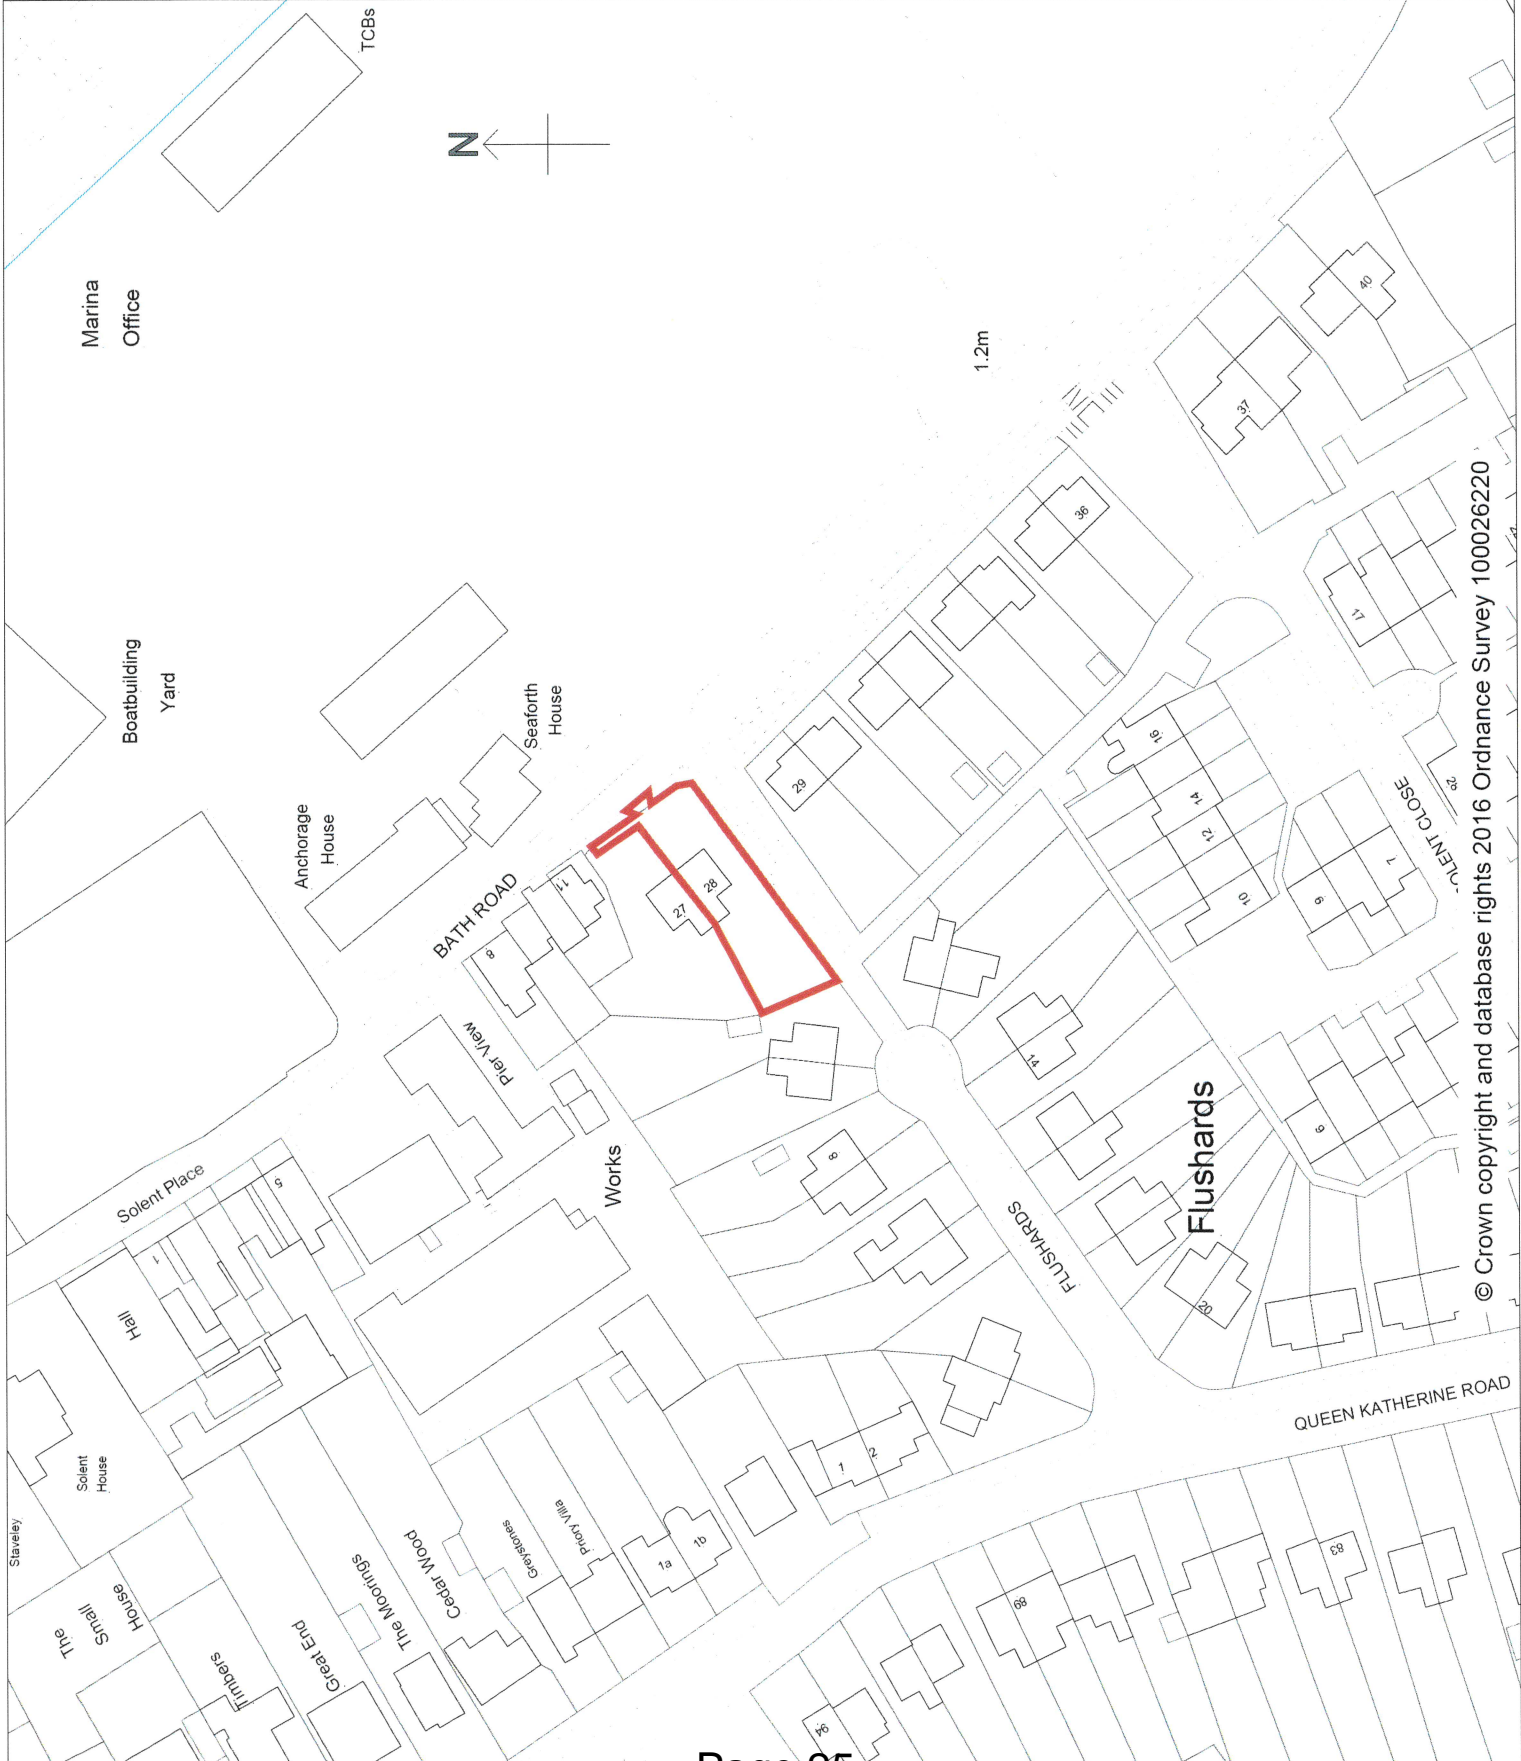 TCBs
N
Marina
Office
1.2m
40
37
36
Boatbuilding
Yard
Seaforth
House
Anchorage
House
BATH ROAD
11
8
29
27
28
17
16
14
12
10
26
SOLENT CLOSE
7
9
Pier View
Works
Solent Place
5
1
Hall
8
14
9
Flushards
FLUSHARDS
20
QUEEN KATHERINE ROAD
Solent
House
Staveley
The
Small
House
Timbers
Great End
The Moorings
Cedar Wood
Greystones
Priory Villa
1a
1b
1
2
89
83
94
© Crown copyright and database rights 2016 Ordnance Survey 100026220